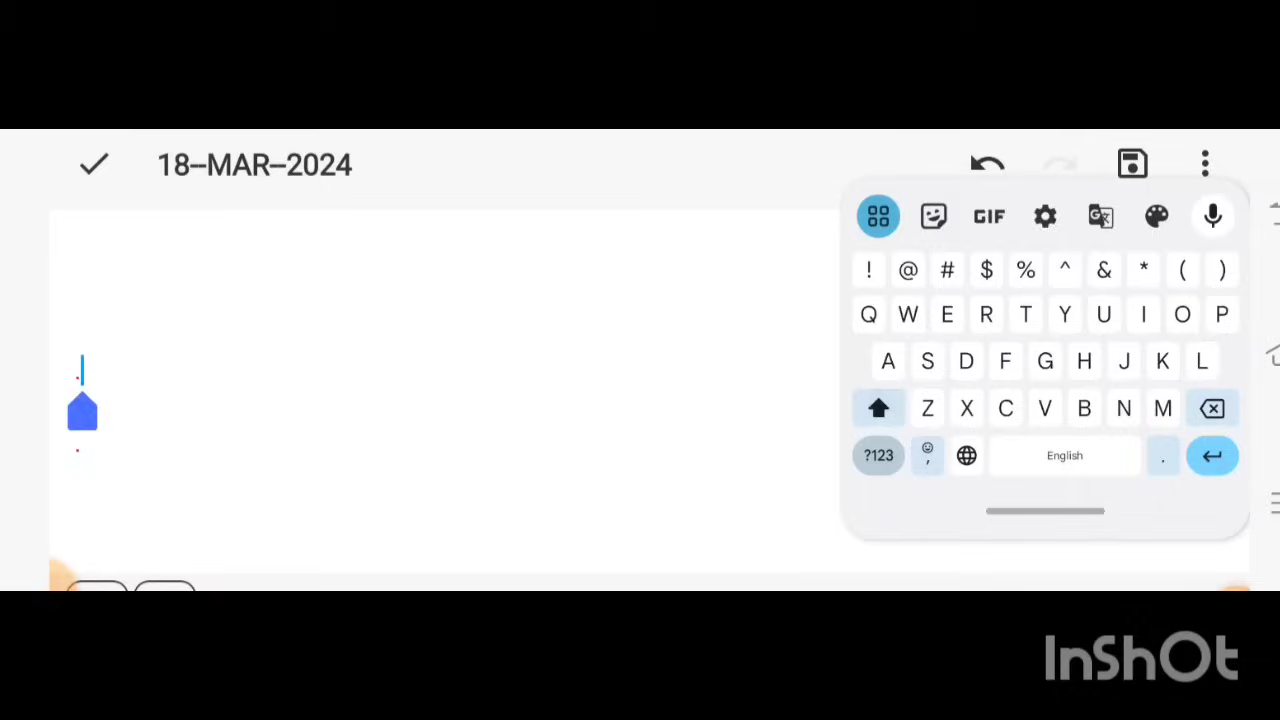 18--MAR--2024
GIF
! @ # $ % ^ & * ( )
Q W E R T Y U I O P
A S D F G H J K L
Z X C V B N M
?123 , English .
InShOt